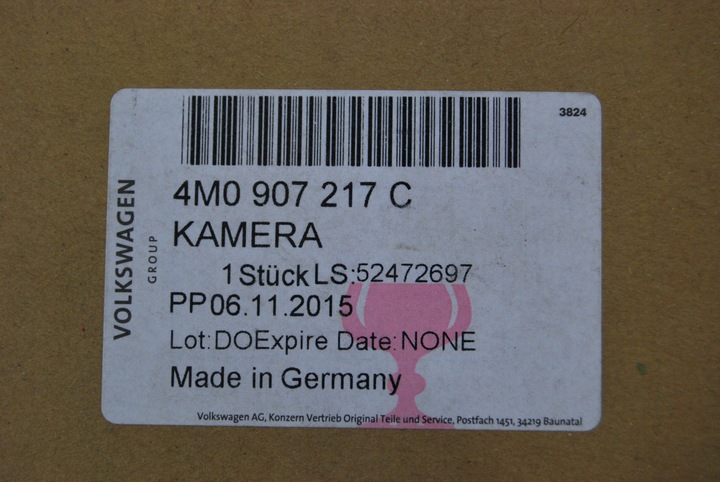 3824
4M0 907 217 C
KAMERA
1 Stück LS:52472697
PP06.11.2015
Lot:DOExpire Date:NONE
Made in Germany
Volkswagen AG, Konzern Vertrieb Original Teile und Service, Postfach 1451, 34219 Baunatal
VOLKSWAGEN
GROUP